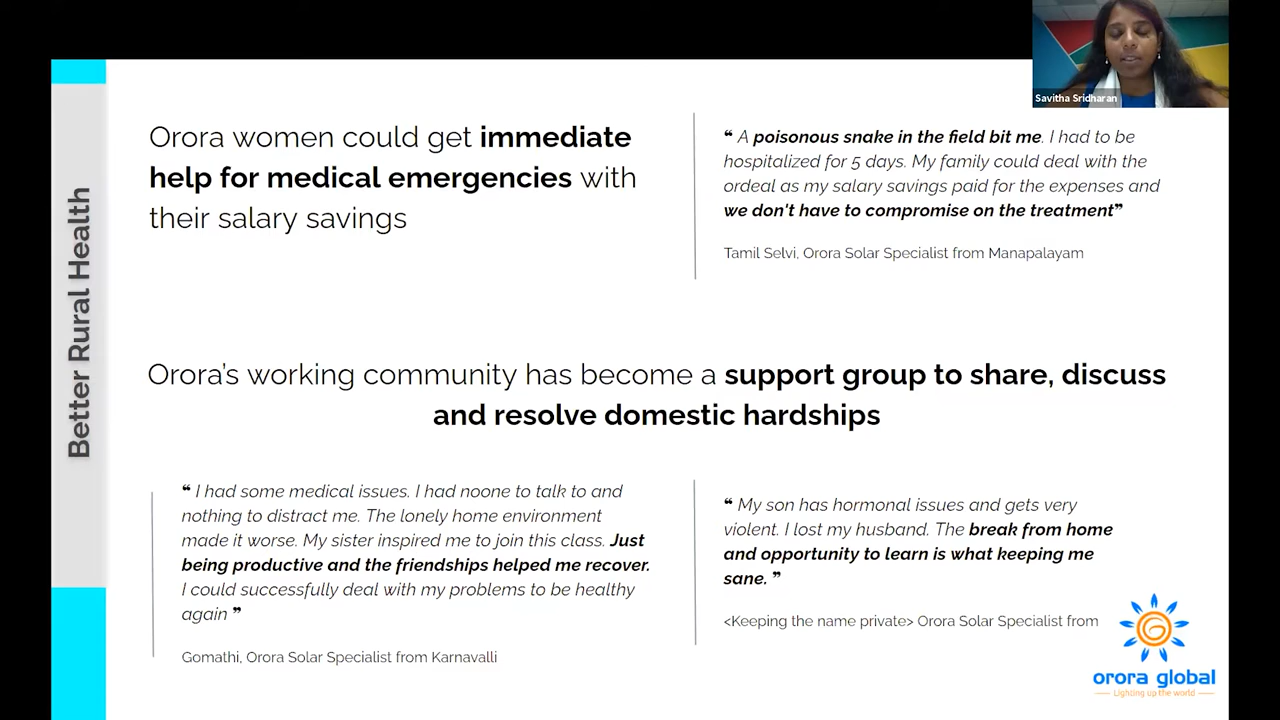 Savitha Sridharan
Better Rural Health
Orora women could get immediate
help for medical emergencies with
their salary savings
❝ A poisonous snake in the field bit me. I had to be
hospitalized for 5 days. My family could deal with the
ordeal as my salary savings paid for the expenses and
we don't have to compromise on the treatment❞
Tamil Selvi, Orora Solar Specialist from Manapalayam
Orora’s working community has become a support group to share, discuss
and resolve domestic hardships
❝ I had some medical issues. I had noone to talk to and
nothing to distract me. The lonely home environment
made it worse. My sister inspired me to join this class. Just
being productive and the friendships helped me recover.
I could successfully deal with my problems to be healthy
again ❞
Gomathi, Orora Solar Specialist from Karnavalli
❝ My son has hormonal issues and gets very
violent. I lost my husband. The break from home
and opportunity to learn is what keeping me
sane. ❞
<Keeping the name private> Orora Solar Specialist from
orora global
Lighting up the world